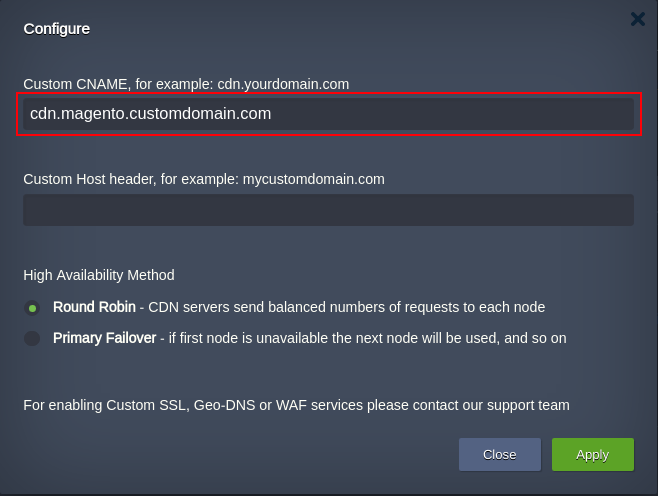 Configure
Custom CNAME, for example: cdn.yourdomain.com
cdn.magento.customdomain.com
Custom Host header, for example: mycustomdomain.com
High Availability Method
Round Robin - CDN servers send balanced numbers of requests to each node
Primary Failover - if first node is unavailable the next node will be used, and so on
For enabling Custom SSL, Geo-DNS or WAF services please contact our support team
Close Apply